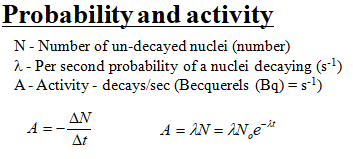 Probability and activity
N - Number of un-decayed nuclei (number)
λ - Per second probability of a nuclei decaying (s⁻¹)
A - Activity - decays/sec (Becquerels (Bq) = s⁻¹)
A = -ΔN/Δt    A = λN = λNₒe^{-λt}